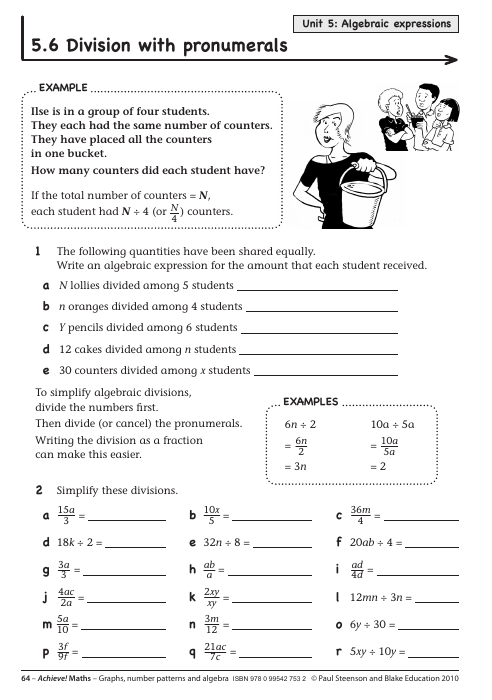 Unit 5: Algebraic expressions
5.6 Division with pronumerals
EXAMPLE
Ilse is in a group of four students.
They each had the same number of counters.
They have placed all the counters
in one bucket.
How many counters did each student have?
If the total number of counters = N,
each student had N ÷ 4 (or N/4) counters.
1 The following quantities have been shared equally.
Write an algebraic expression for the amount that each student received.
a N lollies divided among 5 students
b n oranges divided among 4 students
c Y pencils divided among 6 students
d 12 cakes divided among n students
e 30 counters divided among x students
To simplify algebraic divisions,
divide the numbers first.
Then divide (or cancel) the pronumerals.
Writing the division as a fraction
can make this easier.
EXAMPLES
6n ÷ 2 10a ÷ 5a
= 6n/2 = 10a/5a
= 3n = 2
2 Simplify these divisions.
a 15a/3 = b 10x/5 = c 36m/4 =
d 18k ÷ 2 = e 32n ÷ 8 = f 20ab ÷ 4 =
g 3a/3 = h ab/a = i ad/4d =
j 4ac/2a = k 2xy/xy = l 12mn ÷ 3n =
m 5a/10 = n 3m/12 = o 6y ÷ 30 =
p 3f/9f = q 21ac/7c = r 5xy ÷ 10y =
64 – Achieve! Maths – Graphs, number patterns and algebra ISBN 978 0 99542 753 2 © Paul Steenson and Blake Education 2010